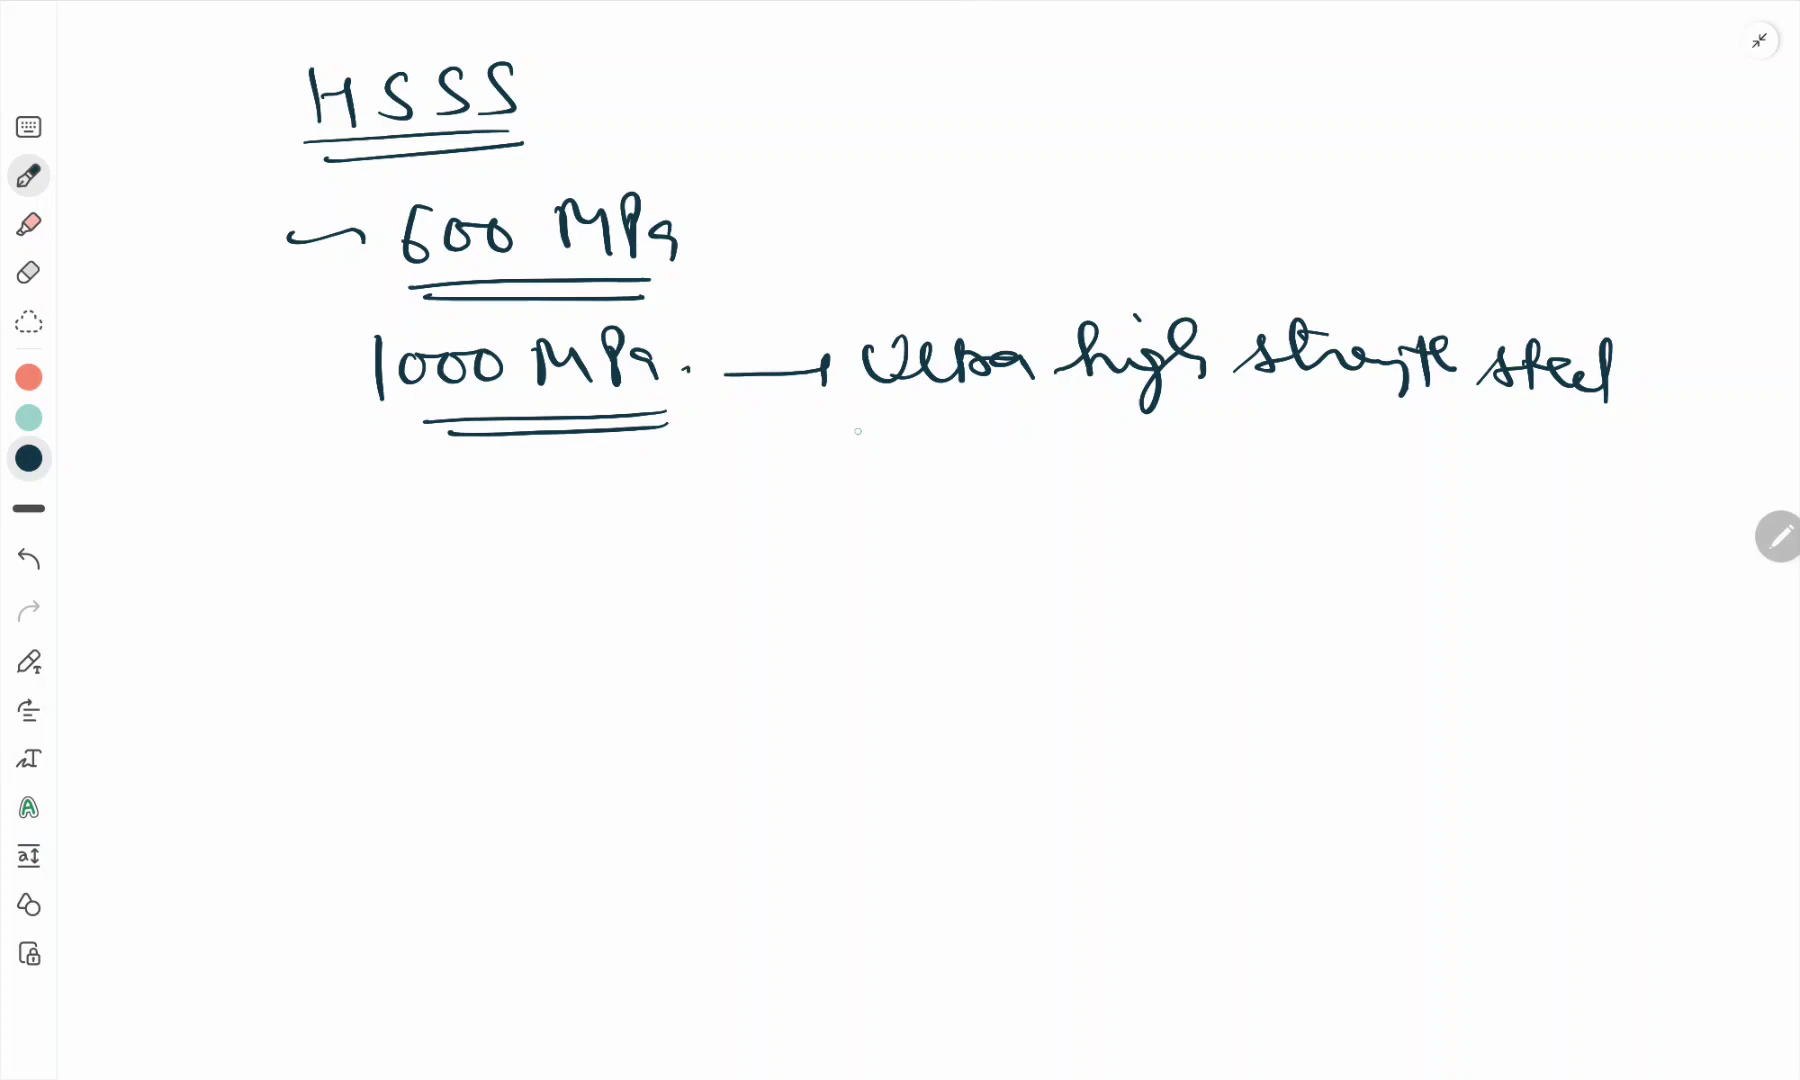 HSSS
~ 600 MPa
1000 MPa. → Ultra high strength steel